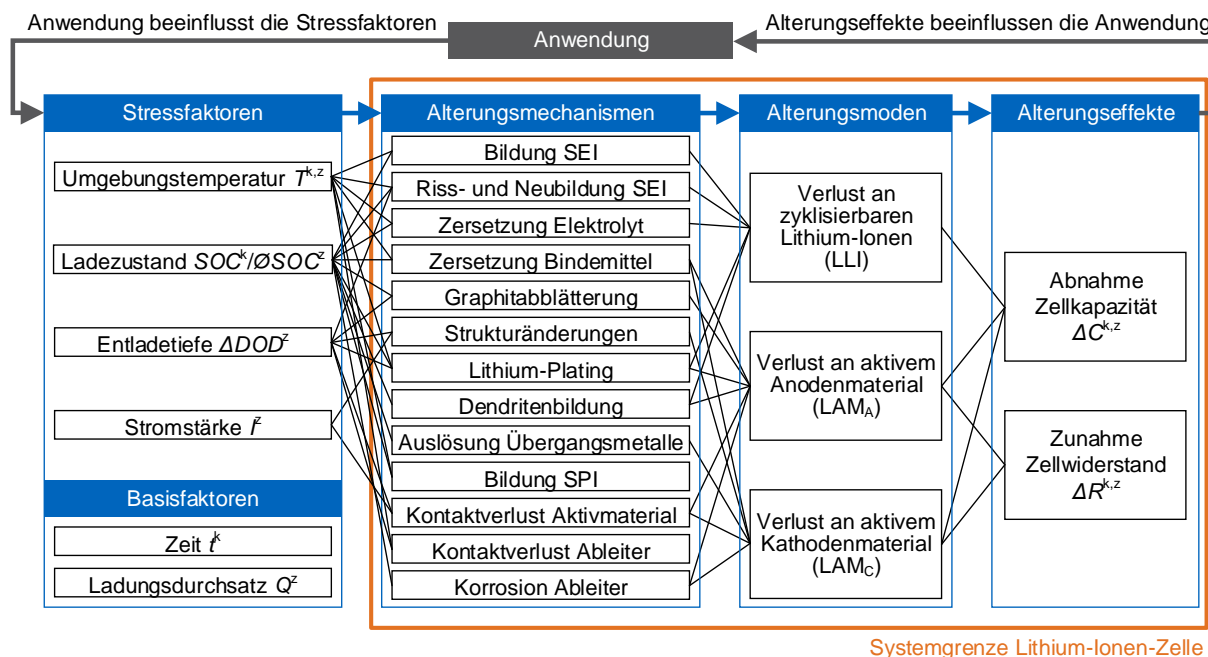 Anwendung beeinflusst die Stressfaktoren
Anwendung
Alterungseffekte beeinflussen die Anwendung
Stressfaktoren
Umgebungstemperatur T^k,z
Ladezustand SOC^k/ØSOC^z
Entladetiefe ΔDOD^z
Stromstärke I^z
Basisfaktoren
Zeit t^k
Ladungsdurchsatz Q^z
Alterungsmechanismen
Bildung SEI
Riss- und Neubildung SEI
Zersetzung Elektrolyt
Zersetzung Bindemittel
Graphitabblätterung
Strukturänderungen
Lithium-Plating
Dendritenbildung
Auslösung Übergangsmetalle
Bildung SPI
Kontaktverlust Aktivmaterial
Kontaktverlust Ableiter
Korrosion Ableiter
Alterungsmoden
Verlust an
zyklisierbaren
Lithium-Ionen
(LLI)
Verlust an aktivem
Anodenmaterial
(LAM_A)
Verlust an aktivem
Kathodenmaterial
(LAM_C)
Alterungseffekte
Abnahme
Zellkapazität
ΔC^k,z
Zunahme
Zellwiderstand
ΔR^k,z
Systemgrenze Lithium-Ionen-Zelle